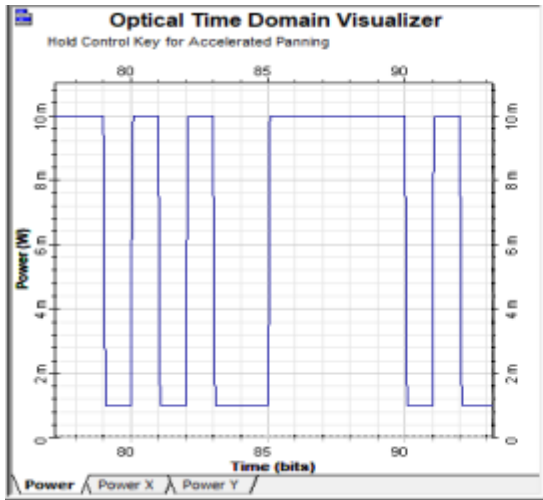 Optical Time Domain Visualizer
Hold Control Key for Accelerated Panning
80 85 90
10 m 10 m
8 m 8 m
Power (W)
6 m 6 m
4 m 4 m
2 m 2 m
0 0
80 85 90
Time (bits)
Power Power X Power Y